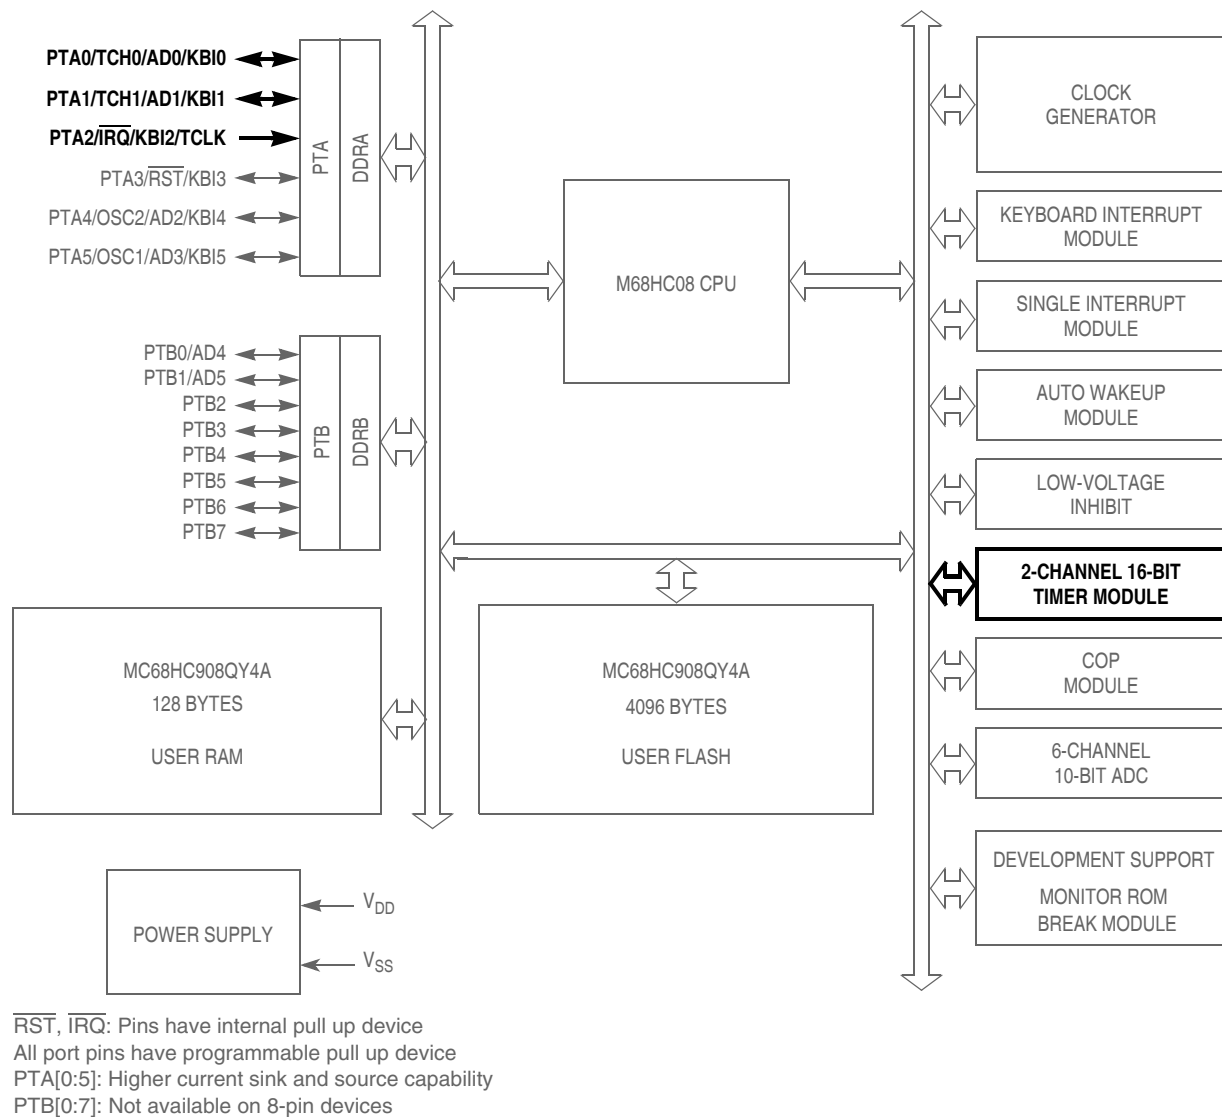 PTA0/TCH0/AD0/KBI0
PTA1/TCH1/AD1/KBI1
PTA2/IRQ/KBI2/TCLK
PTA3/RST/KBI3
PTA4/OSC2/AD2/KBI4
PTA5/OSC1/AD3/KBI5
PTA
DDRA
PTB0/AD4
PTB1/AD5
PTB2
PTB3
PTB4
PTB5
PTB6
PTB7
PTB
DDRB
M68HC08 CPU
CLOCK
GENERATOR
KEYBOARD INTERRUPT
MODULE
SINGLE INTERRUPT
MODULE
AUTO WAKEUP
MODULE
LOW-VOLTAGE
INHIBIT
2-CHANNEL 16-BIT
TIMER MODULE
COP
MODULE
6-CHANNEL
10-BIT ADC
DEVELOPMENT SUPPORT
MONITOR ROM
BREAK MODULE
MC68HC908QY4A
128 BYTES
USER RAM
MC68HC908QY4A
4096 BYTES
USER FLASH
POWER SUPPLY
VDD
VSS
RST, IRQ: Pins have internal pull up device
All port pins have programmable pull up device
PTA[0:5]: Higher current sink and source capability
PTB[0:7]: Not available on 8-pin devices